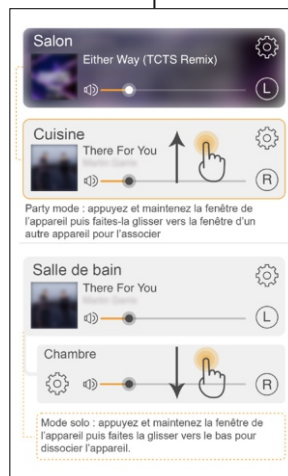 Salon
Either Way (TCTS Remix)
L
Cuisine
There For You
R
Party mode : appuyez et maintenez la fenêtre de
l'appareil puis faites-la glisser vers la fenêtre d'un
autre appareil pour l'associer
Salle de bain
There For You
L
Chambre
R
Mode solo : appuyez et maintenez la fenêtre de
l'appareil puis faites la glisser vers le bas pour
dissocier l'appareil.